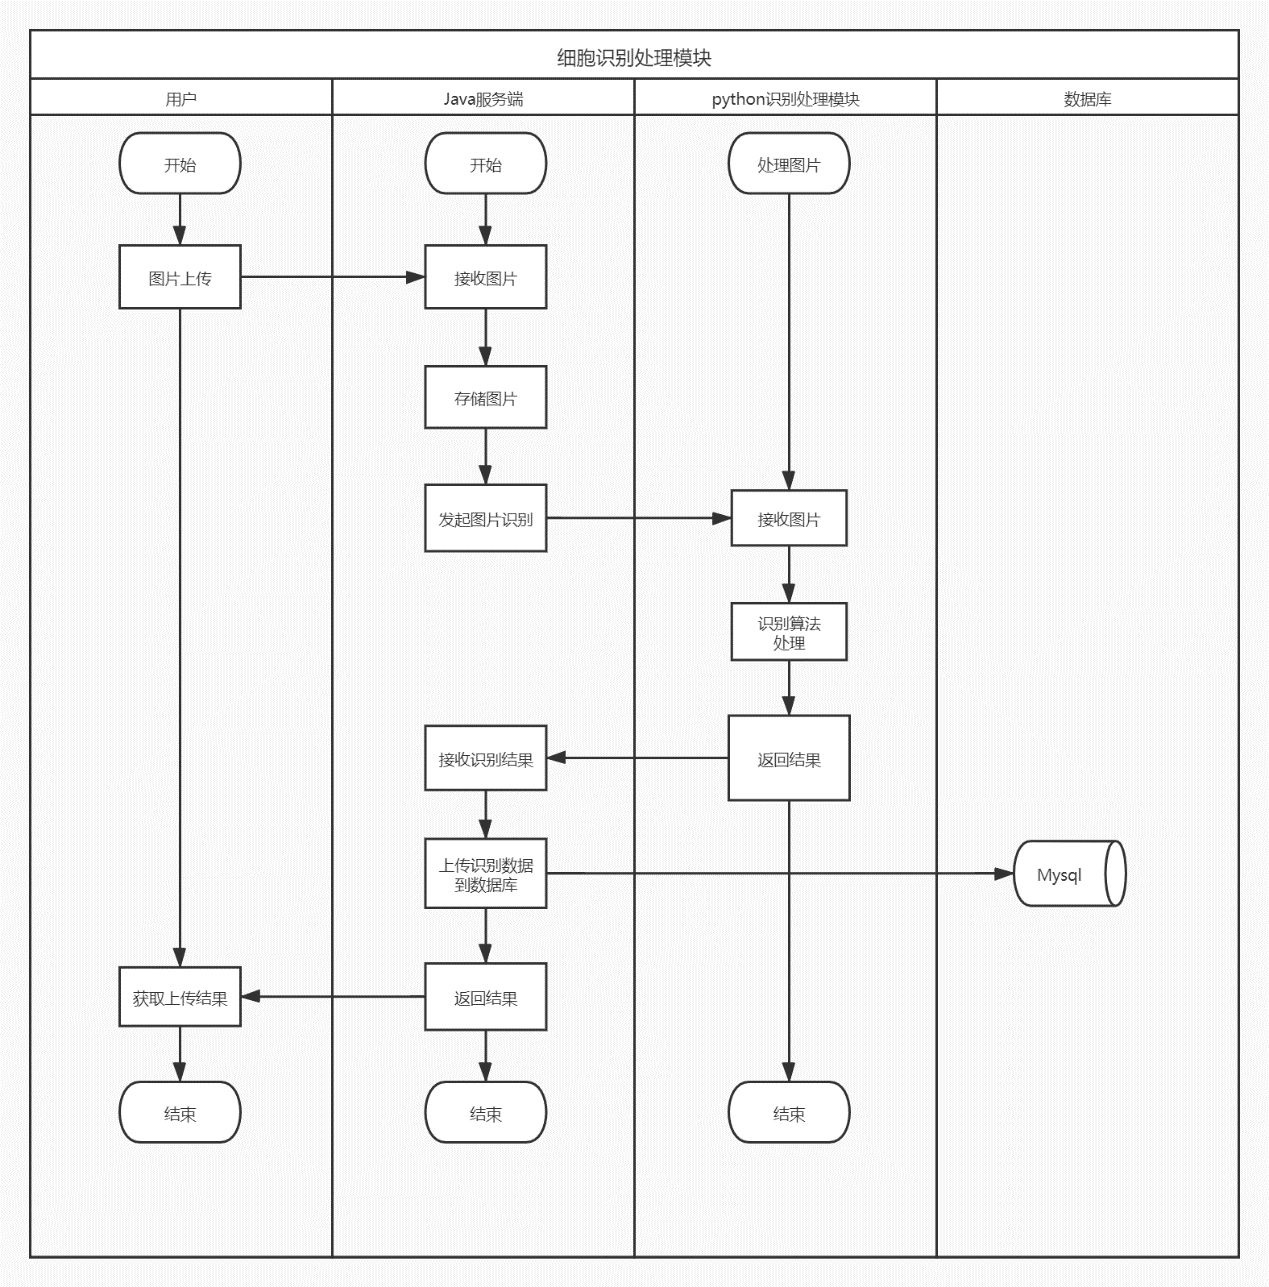 细胞识别处理模块
用户
Java服务端
python识别处理模块
数据库
开始
开始
处理图片
图片上传
接收图片
存储图片
发起图片识别
接收图片
识别算法
处理
接收识别结果
返回结果
上传识别数据
到数据库
Mysql
获取上传结果
返回结果
结束
结束
结束